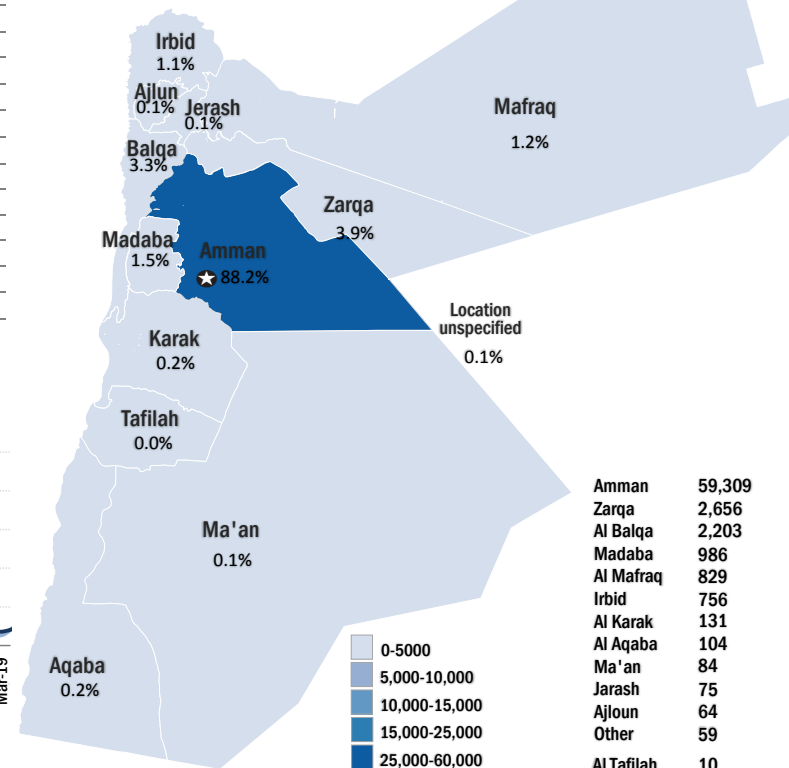 Irbid
1.1%
Ajlun
0.1%
Jerash
0.1%
Mafraq
1.2%
Balqa
3.3%
Zarqa
3.9%
Madaba
1.5%
Amman
88.2%
Location
unspecified
0.1%
Karak
0.2%
Tafilah
0.0%
Ma'an
0.1%
Aqaba
0.2%
Mar-19
0-5000
5,000-10,000
10,000-15,000
15,000-25,000
25,000-60,000
Amman 59,309
Zarqa 2,656
Al Balqa 2,203
Madaba 986
Al Mafraq 829
Irbid 756
Al Karak 131
Al Aqaba 104
Ma'an 84
Jarash 75
Ajloun 64
Other 59
Al Tafilah 10